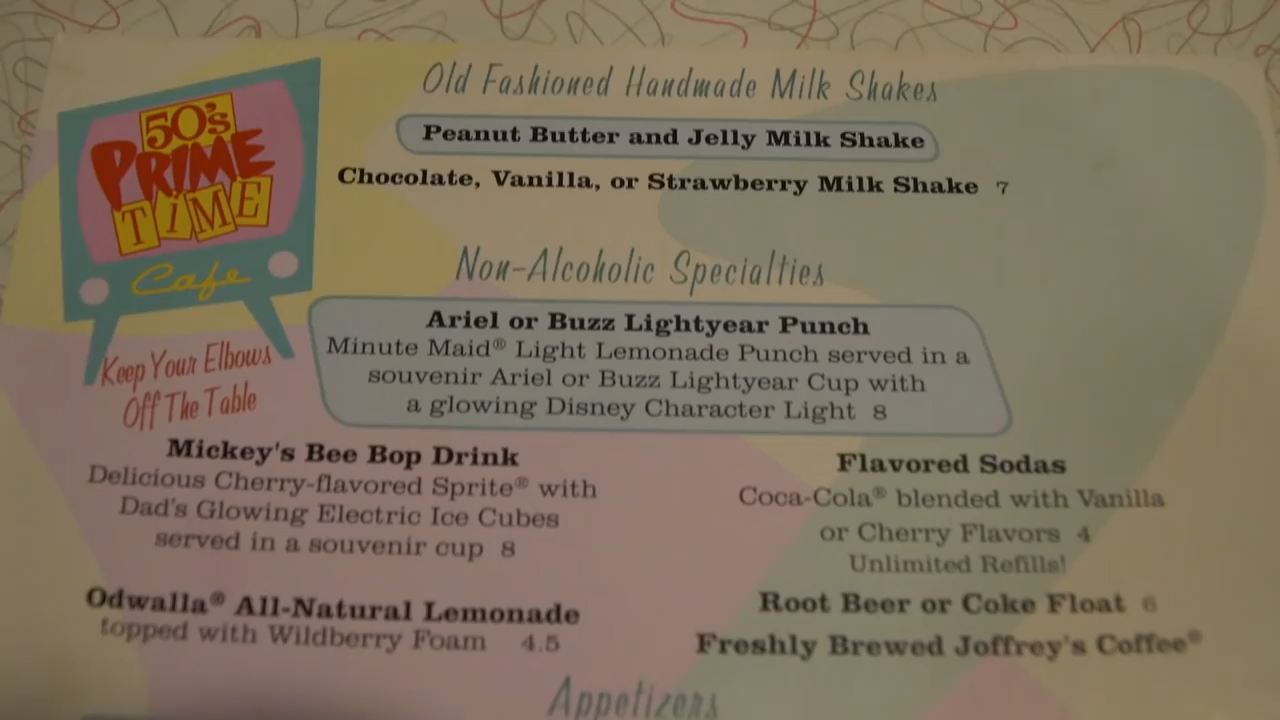 50's
PRIME
TIME
Cafe
Keep Your Elbows
Off The Table
Old Fashioned Handmade Milk Shakes
Peanut Butter and Jelly Milk Shake
Chocolate, Vanilla, or Strawberry Milk Shake 7
Non-Alcoholic Specialties
Ariel or Buzz Lightyear Punch
Minute Maid® Light Lemonade Punch served in a
souvenir Ariel or Buzz Lightyear Cup with
a glowing Disney Character Light 8
Mickey's Bee Bop Drink
Delicious Cherry-flavored Sprite® with
Dad's Glowing Electric Ice Cubes
served in a souvenir cup 8
Odwalla® All-Natural Lemonade
topped with Wildberry Foam 4.5
Flavored Sodas
Coca-Cola® blended with Vanilla
or Cherry Flavors 4
Unlimited Refills!
Root Beer or Coke Float 6
Freshly Brewed Joffrey's Coffee®
Appetizers